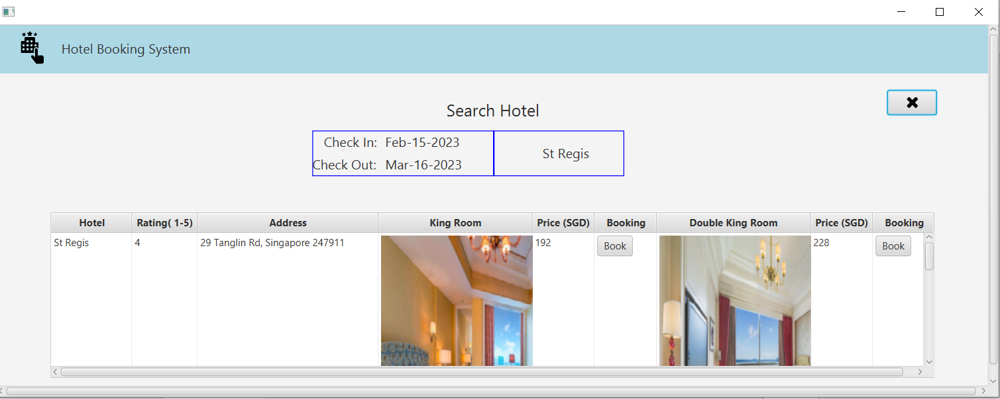 Hotel Booking System
Search Hotel
Check In: Feb-15-2023
Check Out: Mar-16-2023
St Regis
Hotel Rating( 1-5) Address King Room Price (SGD) Booking Double King Room Price (SGD) Booking
St Regis 4 29 Tanglin Rd, Singapore 247911 192 Book 228 Book